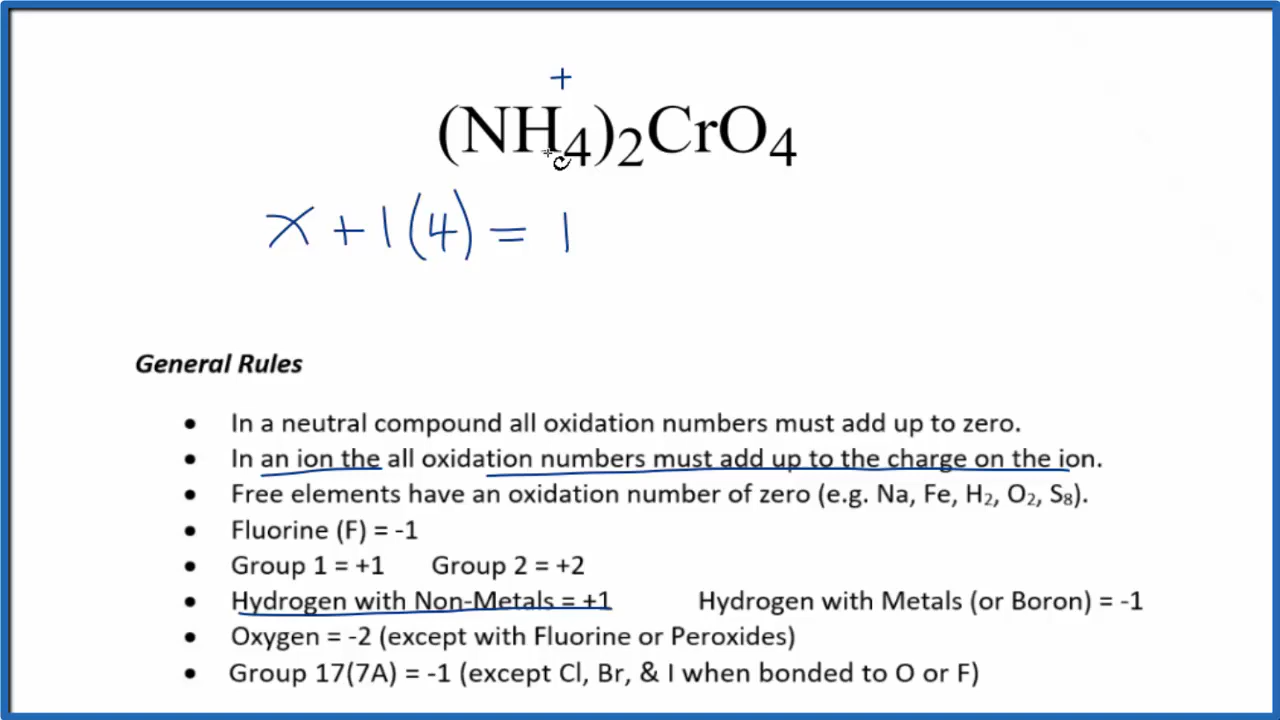 +
(NH₄)₂CrO₄
x + 1(4) = 1
General Rules
• In a neutral compound all oxidation numbers must add up to zero.
• In an ion the all oxidation numbers must add up to the charge on the ion.
• Free elements have an oxidation number of zero (e.g. Na, Fe, H₂, O₂, S₈).
• Fluorine (F) = -1
• Group 1 = +1 Group 2 = +2
• Hydrogen with Non-Metals = +1 Hydrogen with Metals (or Boron) = -1
• Oxygen = -2 (except with Fluorine or Peroxides)
• Group 17(7A) = -1 (except Cl, Br, & I when bonded to O or F)